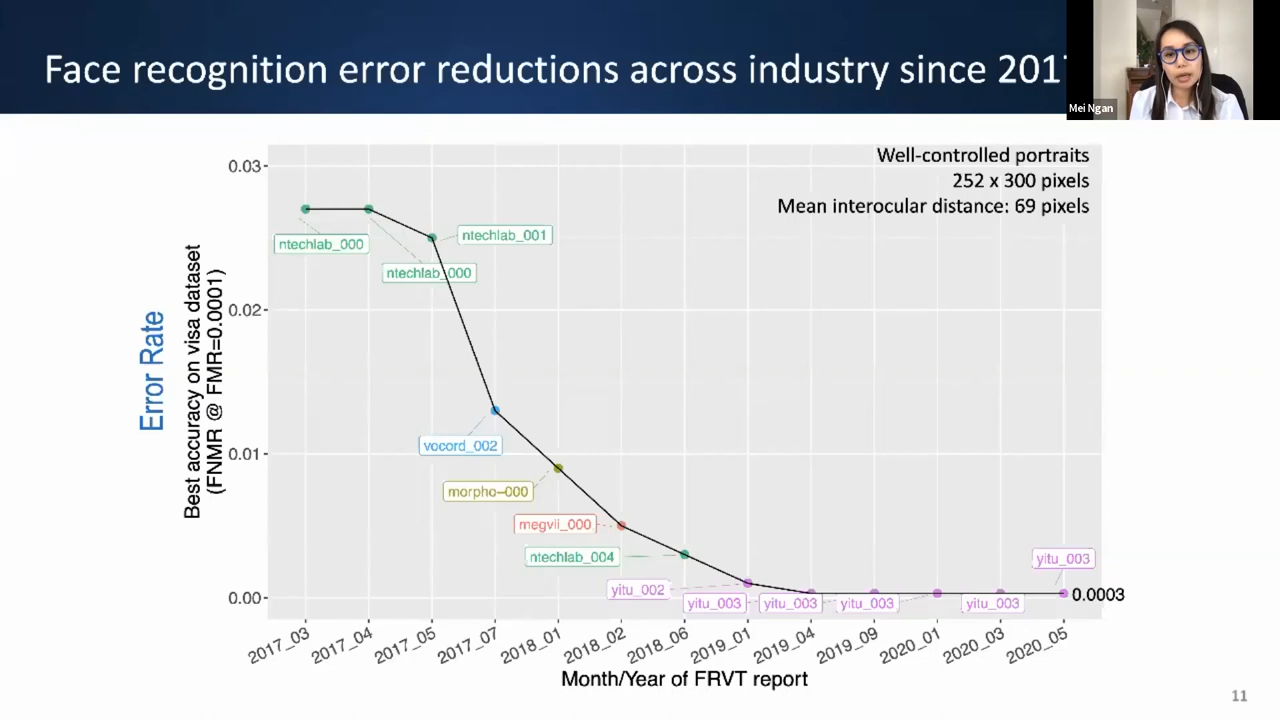 Face recognition error reductions across industry since 2017
Mei Ngan
Well-controlled portraits
252 x 300 pixels
Mean interocular distance: 69 pixels
Error Rate
Best accuracy on visa dataset
(FNMR @ FMR=0.0001)
0.03
0.02
0.01
0.00
ntechlab_000
ntechlab_000
ntechlab_001
vocord_002
morpho–000
megvii_000
ntechlab_004
yitu_002
yitu_003
yitu_003
yitu_003
yitu_003
yitu_003
0.0003
2017_03
2017_04
2017_05
2017_07
2018_01
2018_02
2018_06
2019_01
2019_04
2019_09
2020_01
2020_03
2020_05
Month/Year of FRVT report
11